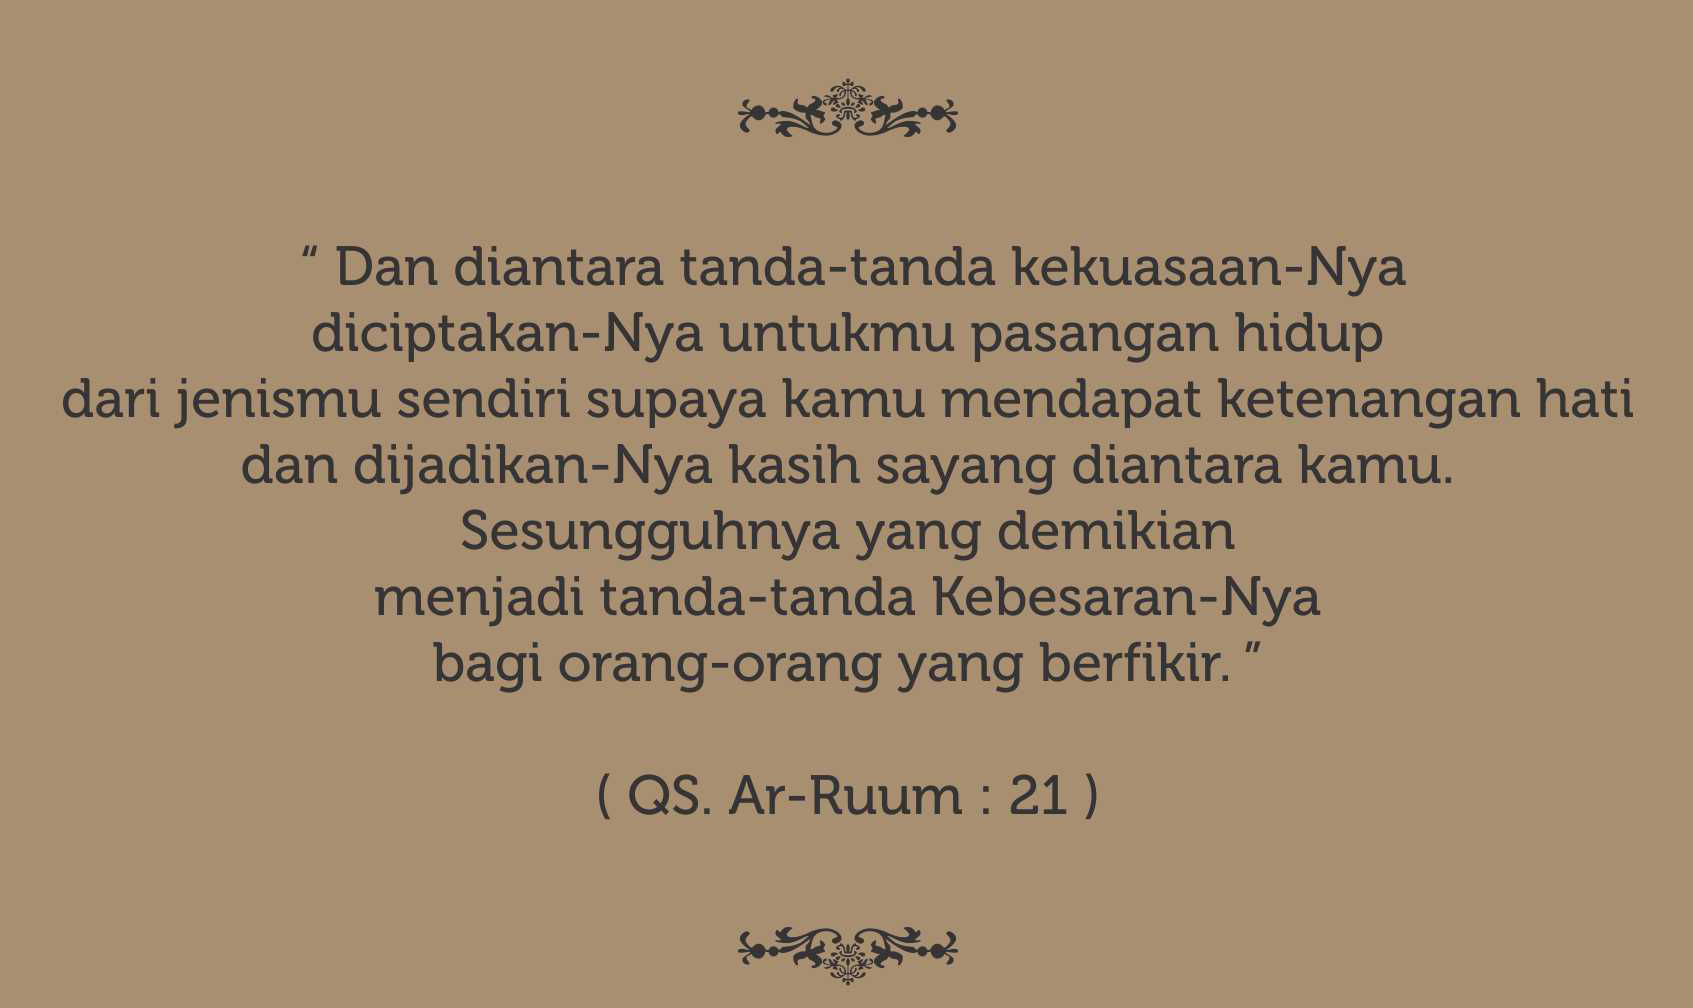 “ Dan diantara tanda-tanda kekuasaan-Nya
diciptakan-Nya untukmu pasangan hidup
dari jenismu sendiri supaya kamu mendapat ketenangan hati
dan dijadikan-Nya kasih sayang diantara kamu.
Sesungguhnya yang demikian
menjadi tanda-tanda Kebesaran-Nya
bagi orang-orang yang berfikir. ”
( QS. Ar-Ruum : 21 )